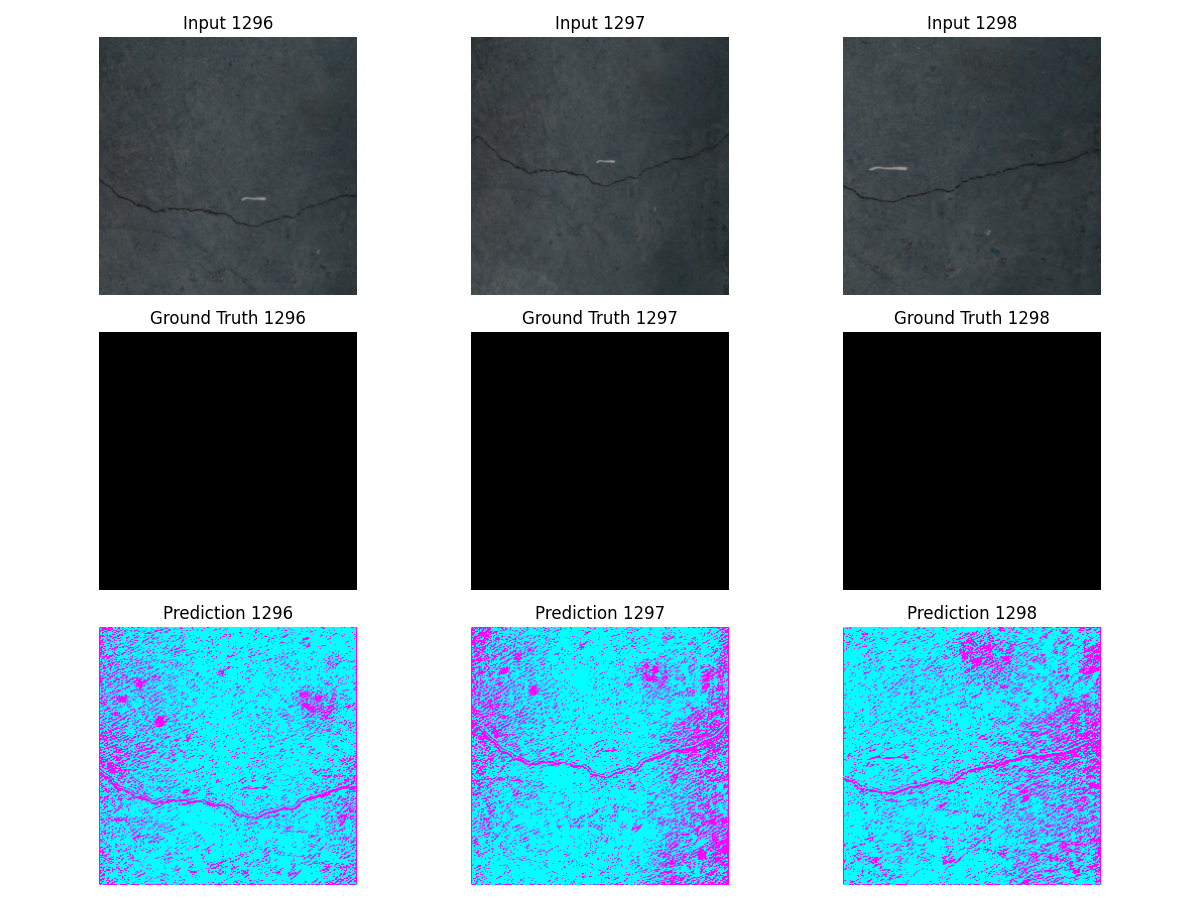 Input 1296
Input 1297
Input 1298
Ground Truth 1296
Ground Truth 1297
Ground Truth 1298
Prediction 1296
Prediction 1297
Prediction 1298